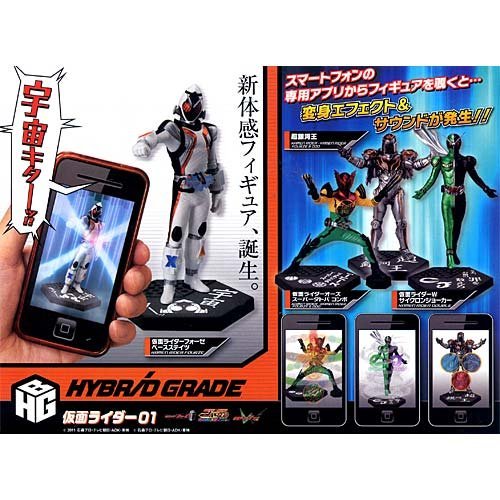 宇宙キターッ!!
新体感フィギュア、誕生。
仮面ライダーフォーゼ
ベースステイツ
KAMEN RIDER FOURZE
HYBRID GRADE
HG
仮面ライダー01
スマートフォンの
専用アプリからフィギュアを覗くと…
変身エフェクト&
サウンドが発生!!
超銀河王
仮面ライダーオーズ
スーパータトバ コンボ
仮面ライダーW
サイクロンジョーカー